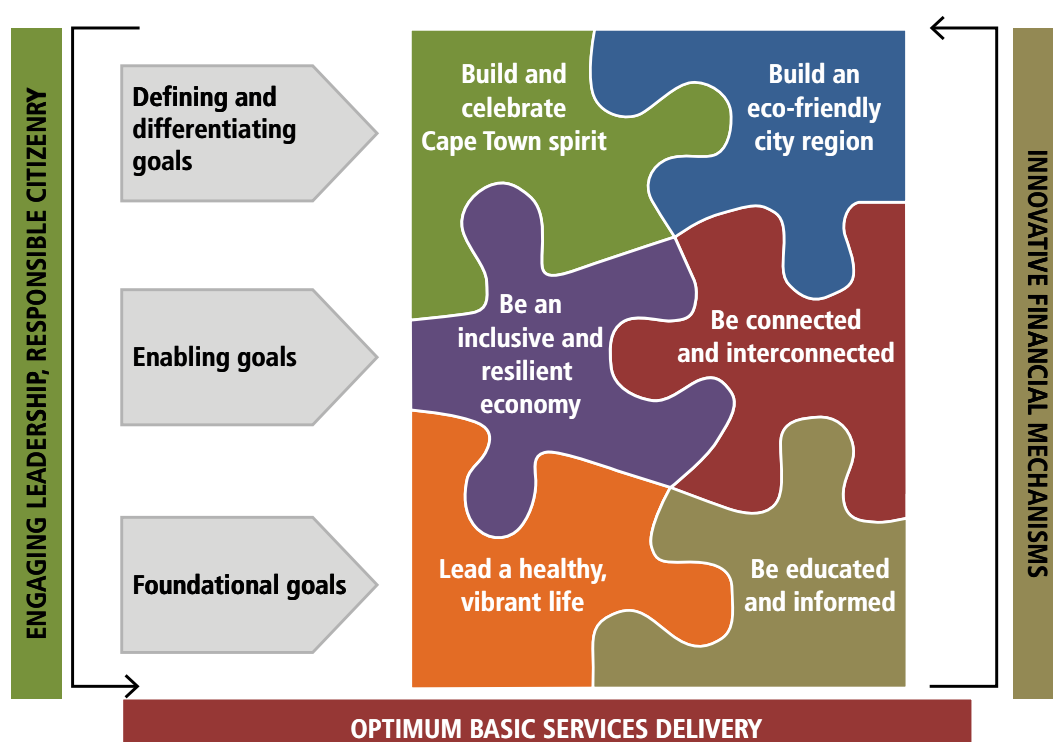 ENGAGING LEADERSHIP, RESPONSIBLE CITIZENRY
Defining and
differentiating
goals
Build and
celebrate
Cape Town spirit
Build an
eco-friendly
city region
Enabling goals
Be an
inclusive and
resilient
economy
Be connected
and interconnected
Foundational goals
Lead a healthy,
vibrant life
Be educated
and informed
INNOVATIVE FINANCIAL MECHANISMS
OPTIMUM BASIC SERVICES DELIVERY